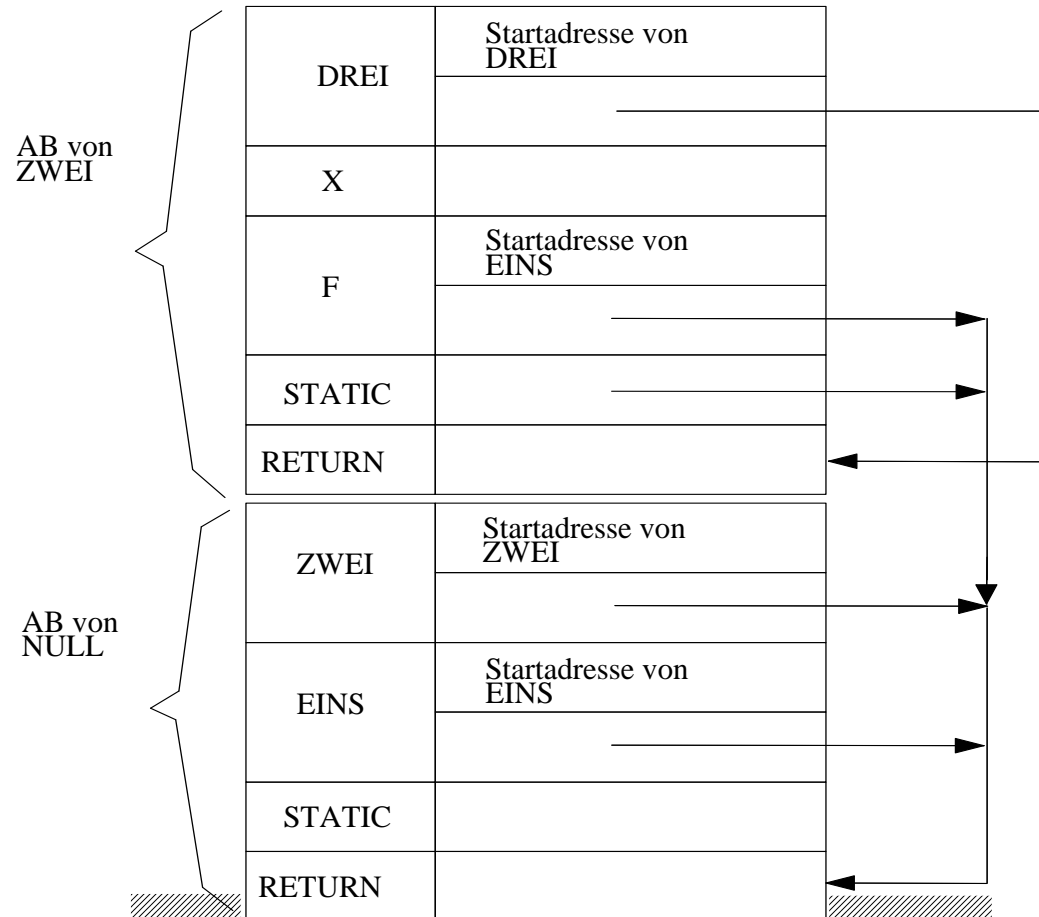 Startadresse von
DREI
DREI
AB von
ZWEI
X
Startadresse von
EINS
F
STATIC
RETURN
Startadresse von
ZWEI
ZWEI
AB von
NULL
Startadresse von
EINS
EINS
STATIC
RETURN